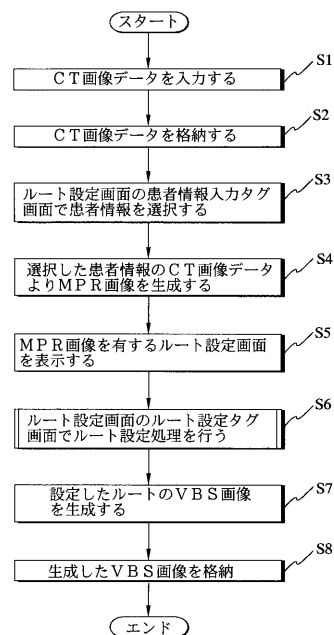 スタート
S1
CT画像データを入力する
S2
CT画像データを格納する
S3
ルート設定画面の患者情報入力タグ
画面で患者情報を選択する
S4
選択した患者情報のCT画像データ
よりMPR画像を生成する
S5
MPR画像を有するルート設定画面
を表示する
S6
ルート設定画面のルート設定タグ
画面でルート設定処理を行う
S7
設定したルートのVBS画像
を生成する
S8
生成したVBS画像を格納
エンド